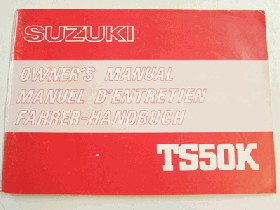 SUZUKI
OWNER'S MANUAL
MANUEL D'ENTRETIEN
FAHRER-HANDBUCH
TS50K